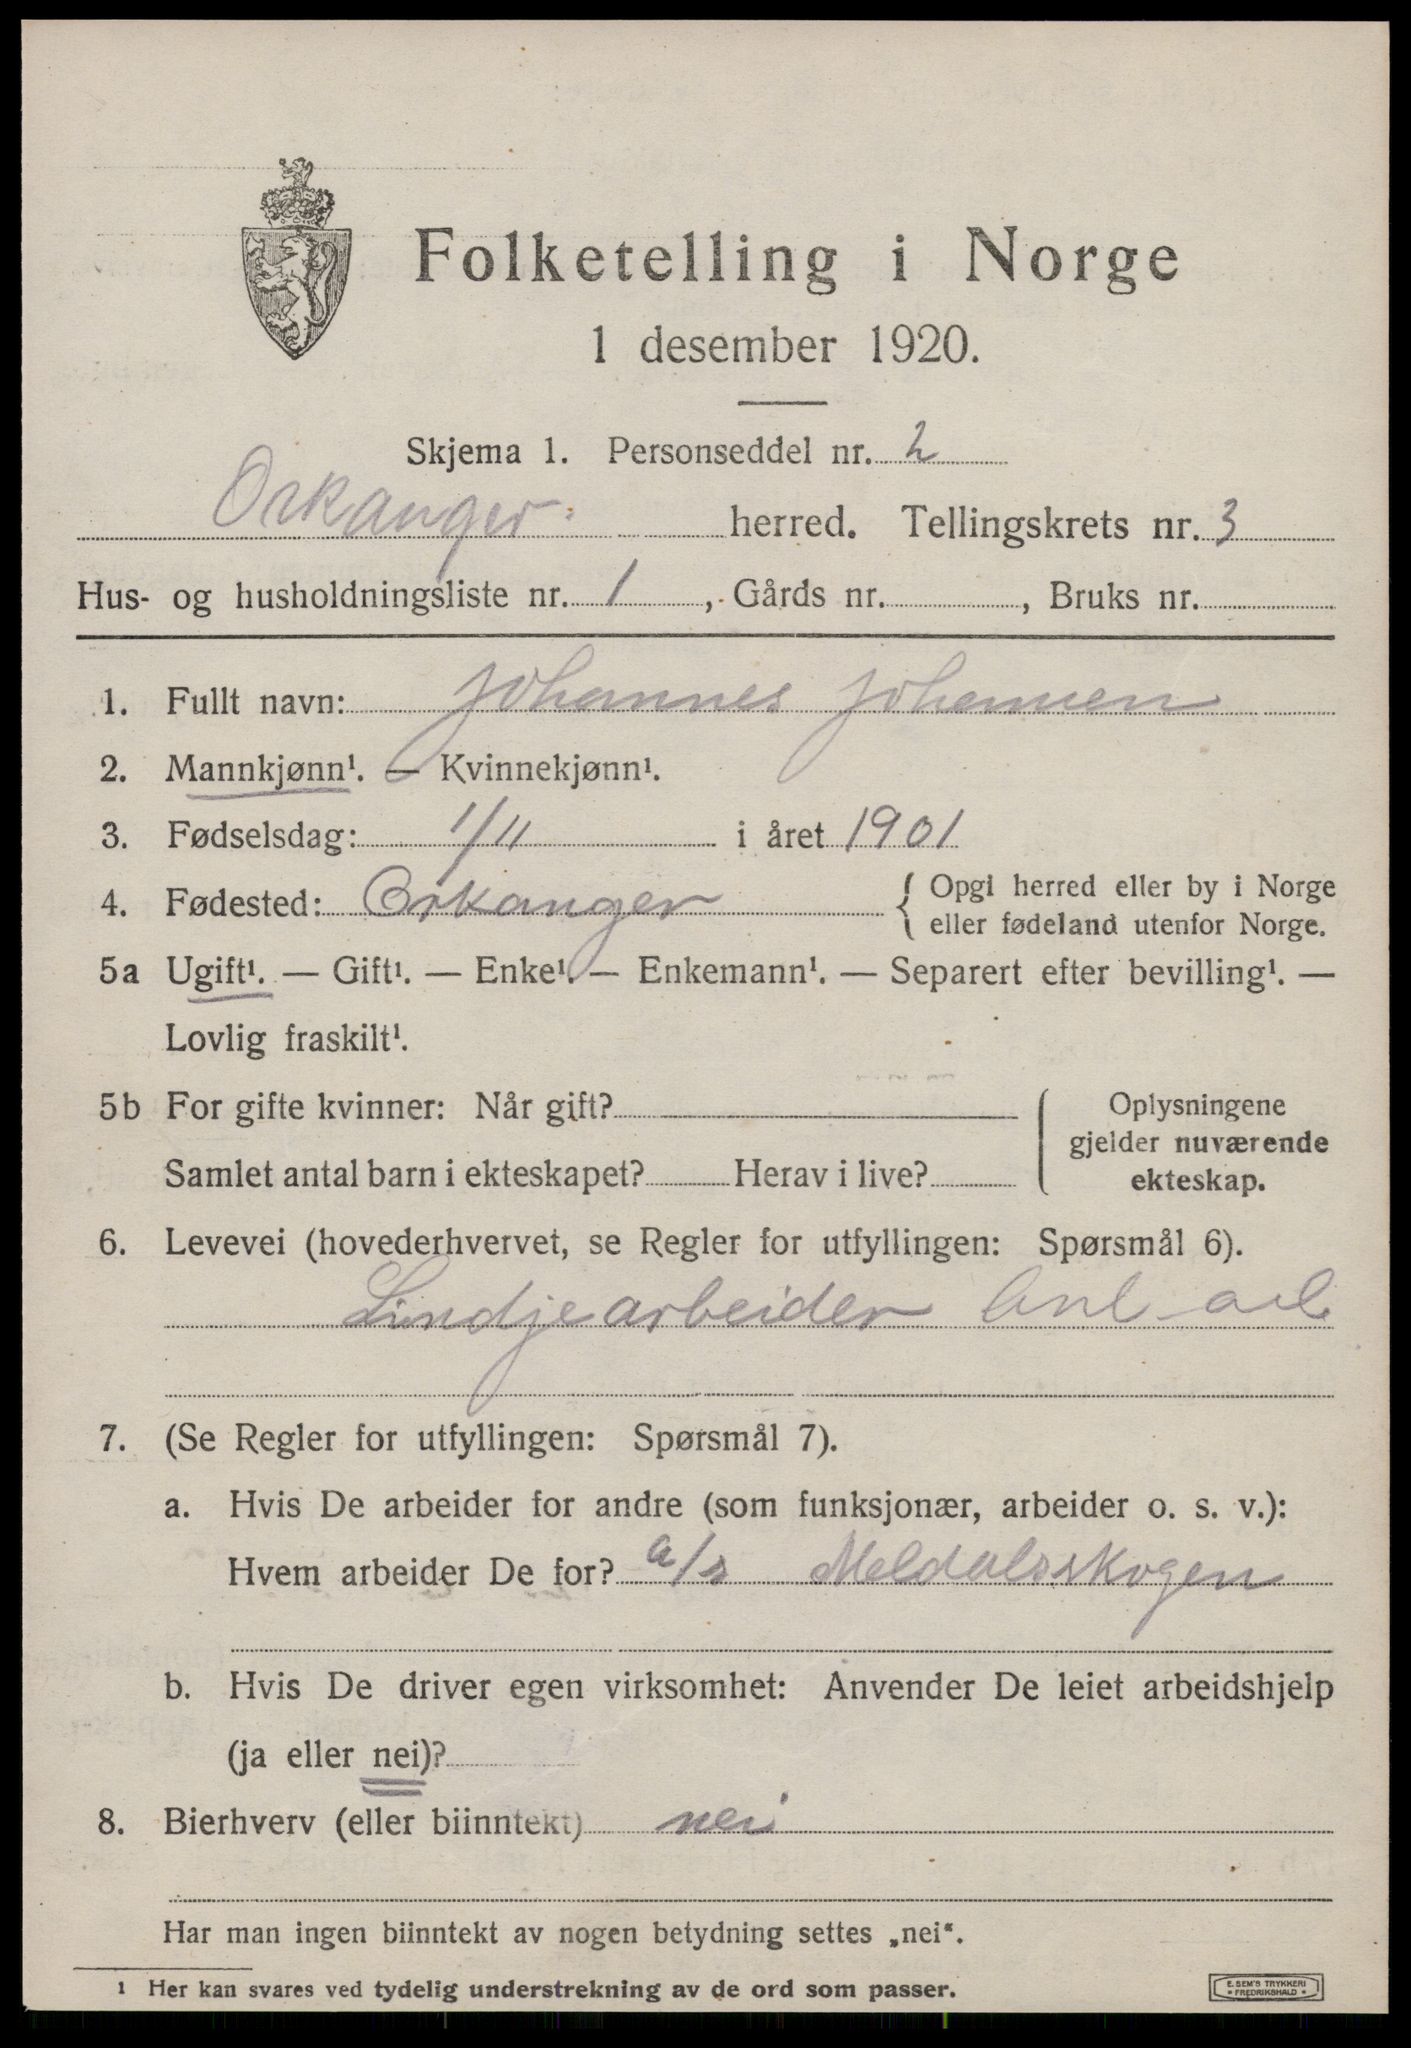 Folketelling i Norge
1 desember 1920.
Skjema 1. Personseddel nr. 2
Orkanger herred. Tellingskrets nr. 3
Hus- og husholdningsliste nr. 1, Gårds nr. , Bruks nr.
1. Fullt navn: Johannes Johansen
2. Mannkjønn¹. — Kvinnekjønn¹.
3. Fødselsdag: 1/11 i året 1901
4. Fødested: Orkanger { Opgi herred eller by i Norge
eller fødeland utenfor Norge.
5a Ugift¹. — Gift¹. — Enke¹. — Enkemann¹. — Separert efter bevilling¹. —
Lovlig fraskilt¹.
5b For gifte kvinner: Når gift?
Samlet antal barn i ekteskapet? Herav i live?
Oplysningene
gjelder nuværende
ekteskap.
6. Levevei (hovederhvervet, se Regler for utfyllingen: Spørsmål 6).
Lindjearbeider Anl-arb
7. (Se Regler for utfyllingen: Spørsmål 7).
a. Hvis De arbeider for andre (som funksjonær, arbeider o. s. v.):
Hvem arbeider De for? a/s Meldalsskogen
b. Hvis De driver egen virksomhet: Anvender De leiet arbeidshjelp
(ja eller nei)?
8. Bierhverv (eller biinntekt) nei
Har man ingen biinntekt av nogen betydning settes „nei“.
1 Her kan svares ved tydelig understrekning av de ord som passer.
E. SEM'S TRYKKERI
* FREDRIKSHALD *